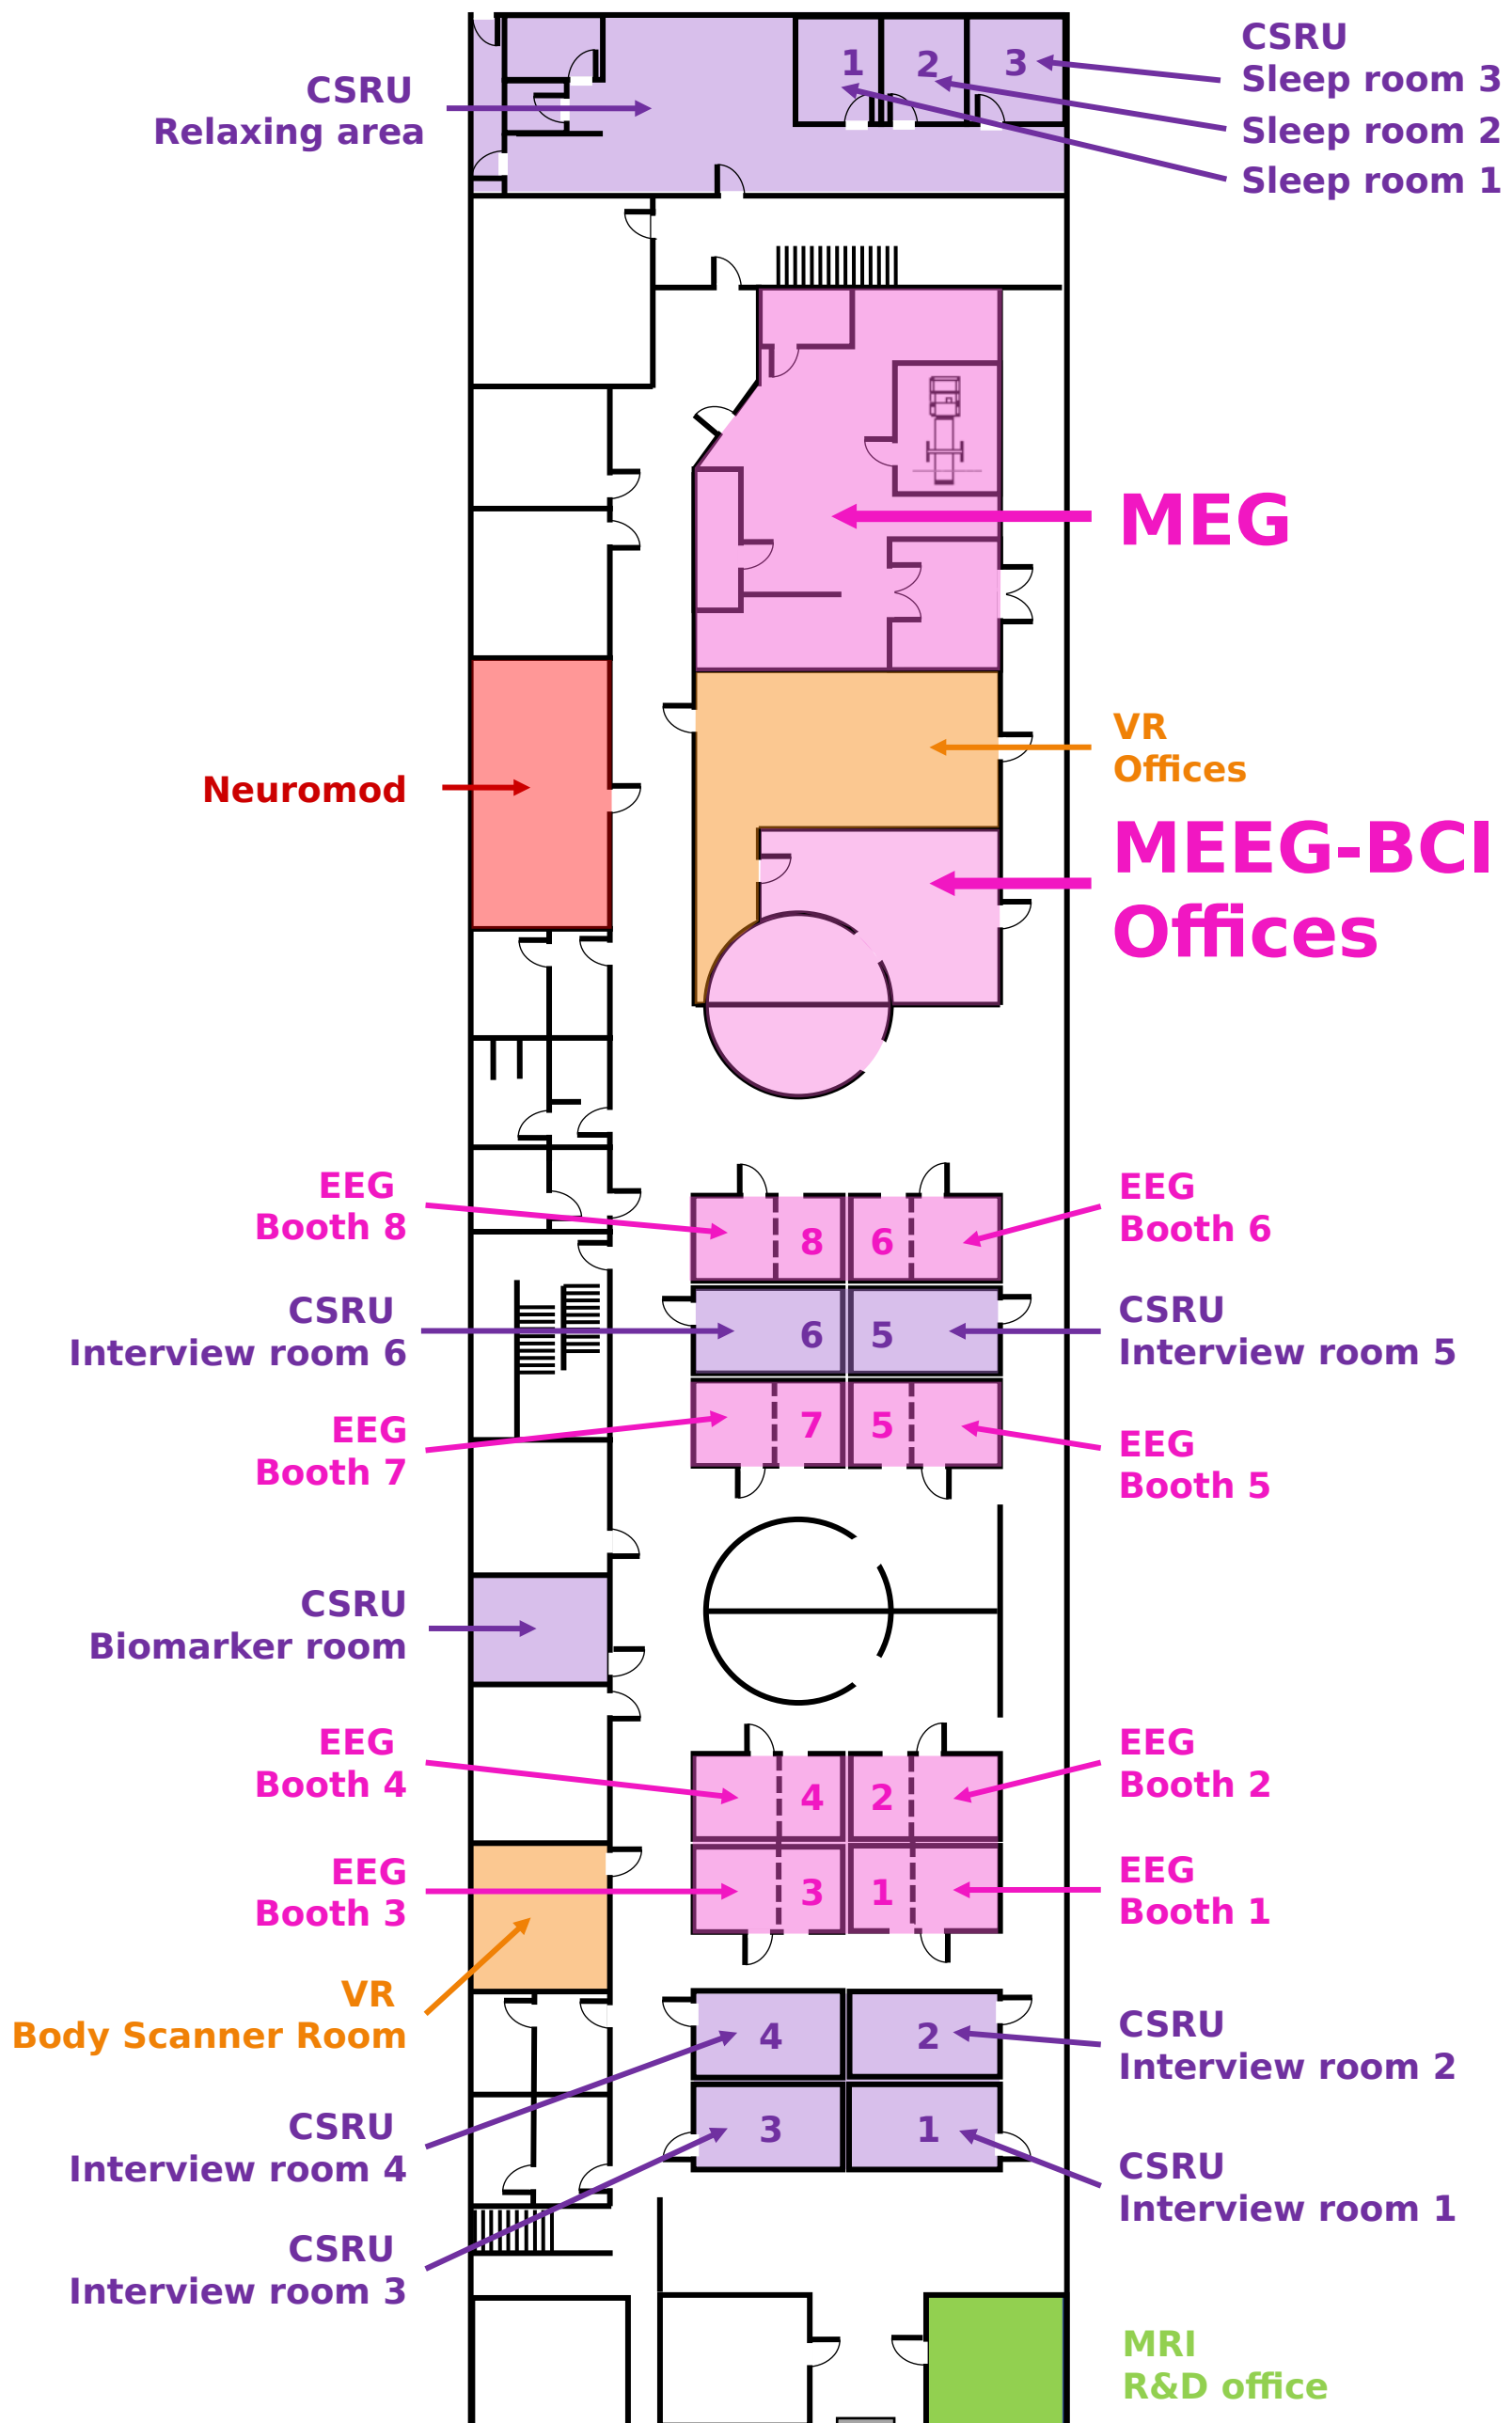 CSRU
Relaxing area
1
2
3
CSRU
Sleep room 3
Sleep room 2
Sleep room 1
MEG
VR
Offices
Neuromod
MEEG-BCI
Offices
EEG
Booth 8
8
6
EEG
Booth 6
CSRU
Interview room 6
6
5
CSRU
Interview room 5
EEG
Booth 7
7
5
EEG
Booth 5
CSRU
Biomarker room
EEG
Booth 4
4
2
EEG
Booth 2
EEG
Booth 3
3
1
EEG
Booth 1
VR
Body Scanner Room
4
2
CSRU
Interview room 2
CSRU
Interview room 4
3
1
CSRU
Interview room 1
CSRU
Interview room 3
MRI
R&D office